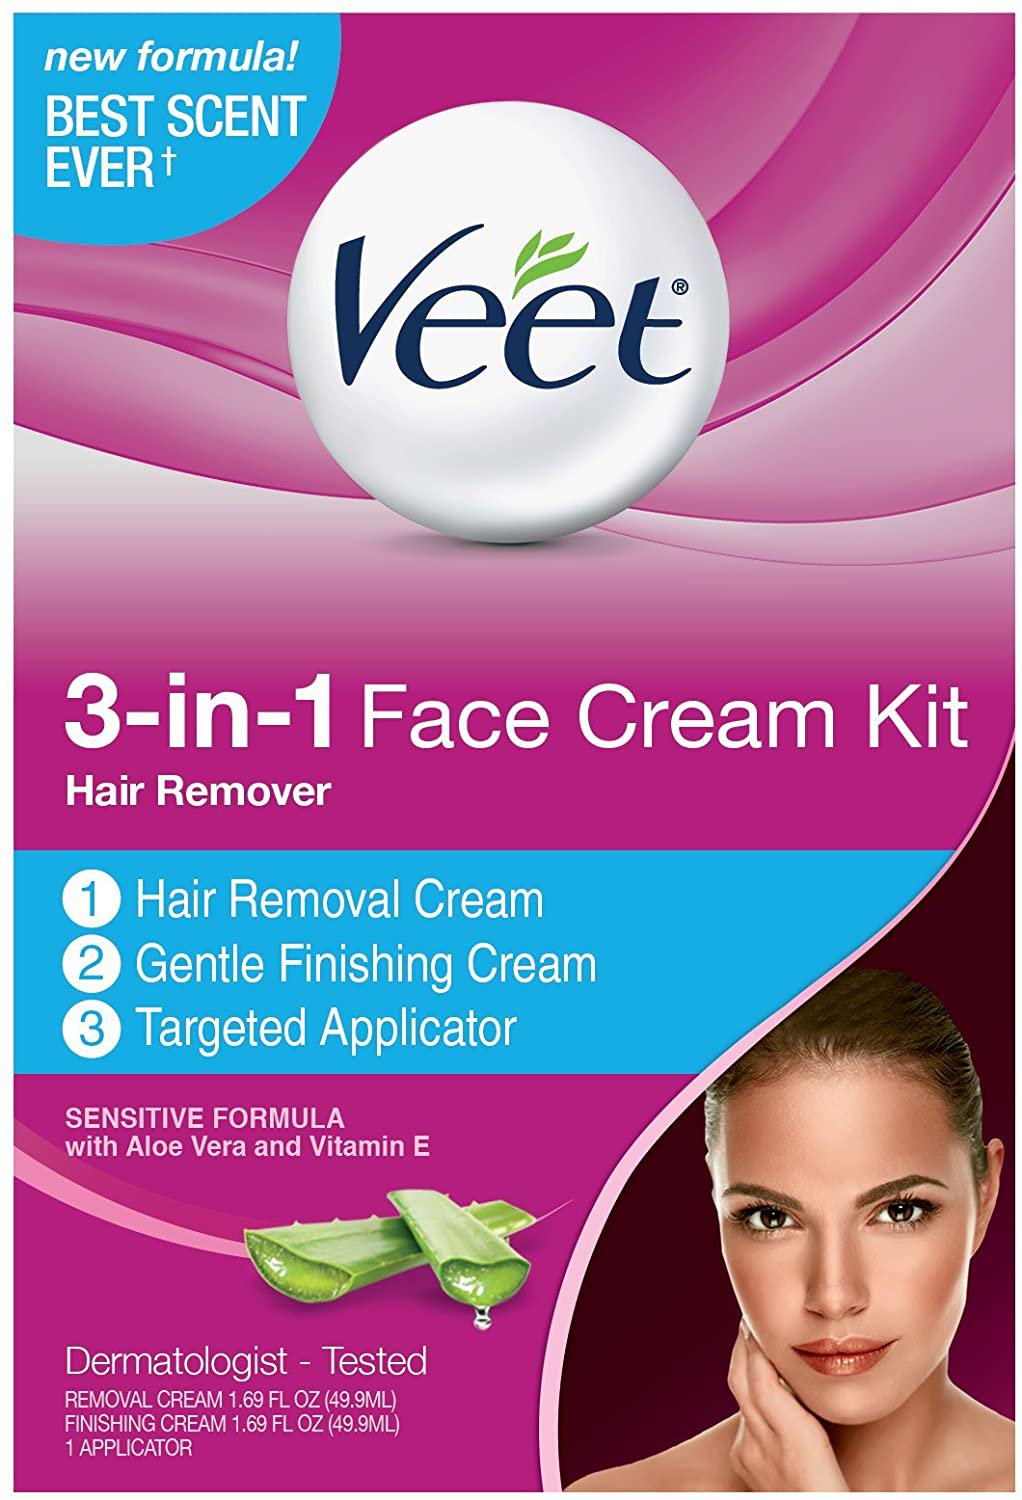 new formula!
BEST SCENT
EVER†
Veet®
3-in-1 Face Cream Kit
Hair Remover
1 Hair Removal Cream
2 Gentle Finishing Cream
3 Targeted Applicator
SENSITIVE FORMULA
with Aloe Vera and Vitamin E
Dermatologist - Tested
REMOVAL CREAM 1.69 FL OZ (49.9ML)
FINISHING CREAM 1.69 FL OZ (49.9ML)
1 APPLICATOR